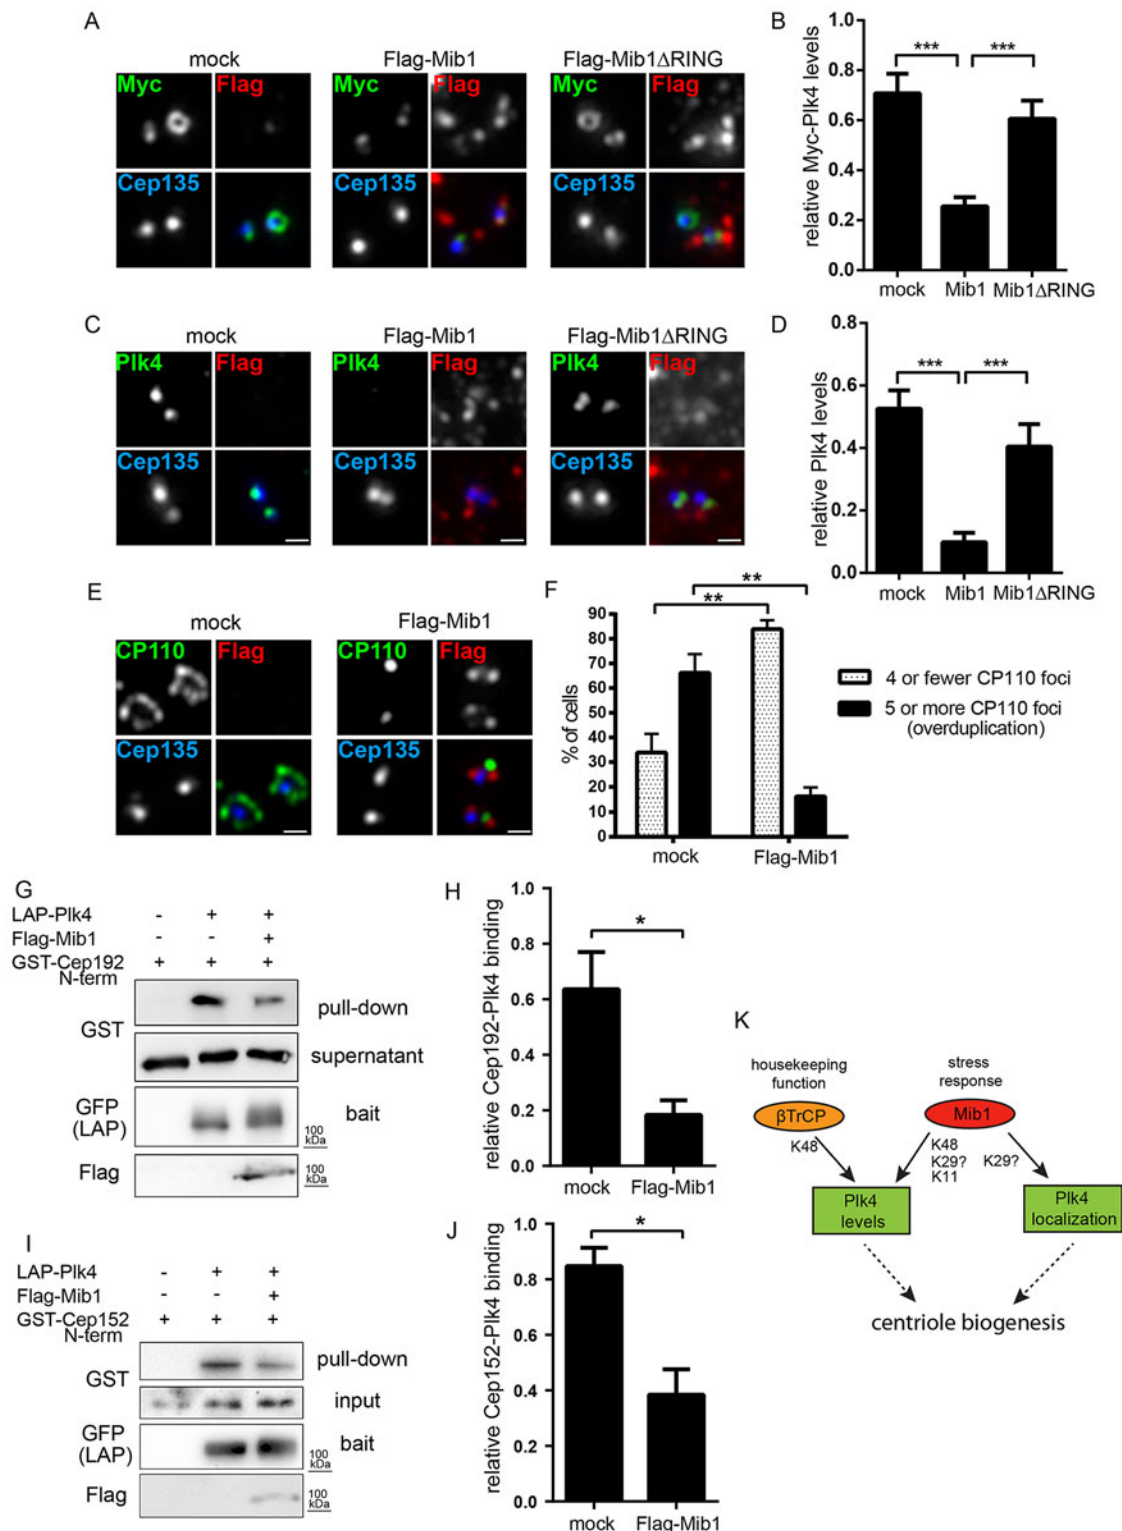 A
mock
Flag-Mib1
Flag-Mib1ΔRING
Myc Flag Myc Flag Myc Flag
Cep135 Cep135 Cep135
B
relative Myc-Plk4 levels
1.0
0.8
0.6
0.4
0.2
0.0
*** ***
mock Mib1 Mib1ΔRING
C
mock
Flag-Mib1
Flag-Mib1ΔRING
Plk4 Flag Plk4 Flag Plk4 Flag
Cep135 Cep135 Cep135
D
relative Plk4 levels
0.8
0.6
0.4
0.2
0.0
*** ***
mock Mib1 Mib1ΔRING
E
mock
Flag-Mib1
CP110 Flag CP110 Flag
Cep135 Cep135
F
% of cells
90
80
70
60
50
40
30
20
10
0
**
**
mock Flag-Mib1
4 or fewer CP110 foci
5 or more CP110 foci
(overduplication)
G
LAP-Plk4 - + +
Flag-Mib1 - - +
GST-Cep192 + + +
N-term
GST
pull-down
supernatant
GFP
(LAP)
bait
100
kDa
Flag
100
kDa
H
relative Cep192-Plk4 binding
1.0
0.8
0.6
0.4
0.2
0.0
*
mock Flag-Mib1
I
LAP-Plk4 - + +
Flag-Mib1 - - +
GST-Cep152 + + +
N-term
GST
pull-down
input
GFP
(LAP)
bait
100
kDa
Flag
100
kDa
J
relative Cep152-Plk4 binding
1.0
0.8
0.6
0.4
0.2
0.0
*
mock Flag-Mib1
K
housekeeping
function
stress
response
βTrCP
Mib1
K48
K48
K29?
K11
K29?
Plk4
levels
Plk4
localization
centriole biogenesis